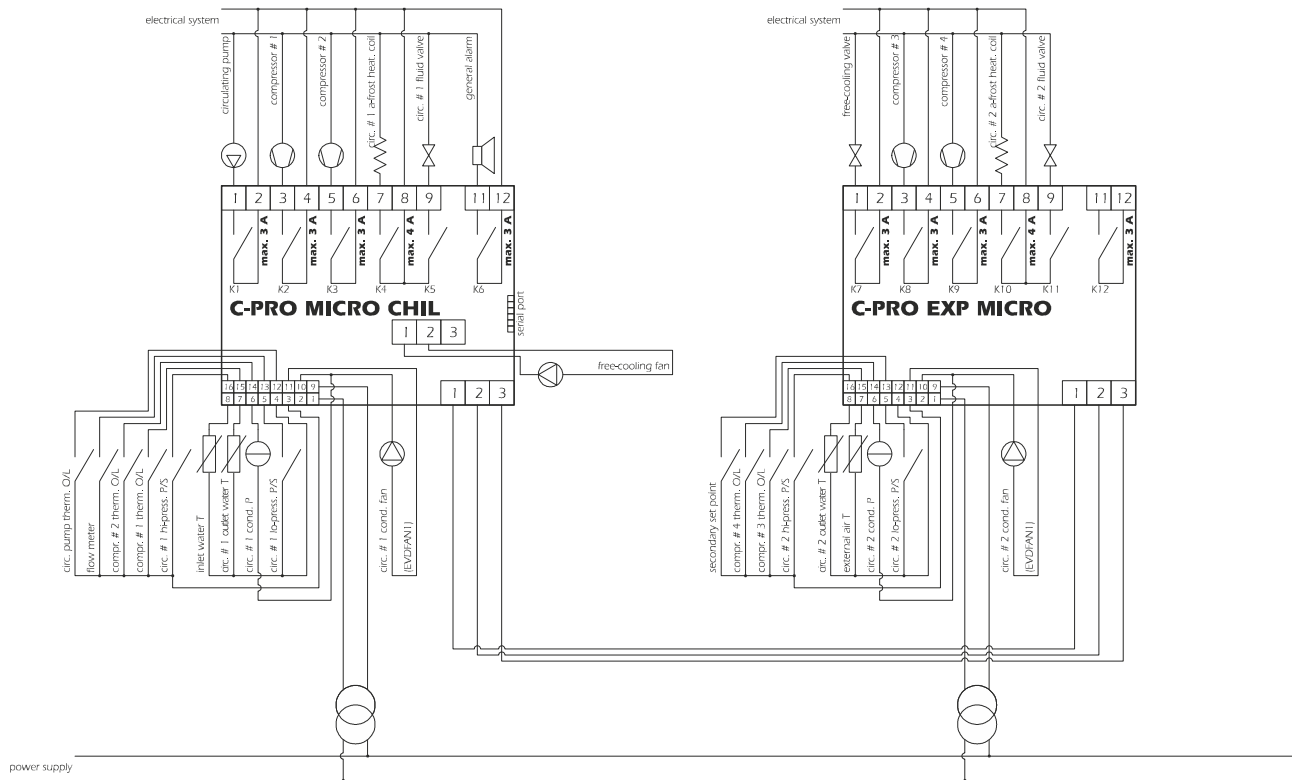 electrical system
electrical system
circulating pump
compressor # 1
compressor # 2
circ. # 1 a-frost heat. coil
circ. # 1 fluid valve
general alarm
free-cooling valve
compressor # 3
compressor # 4
circ. # 2 a-frost heat. coil
circ. # 2 fluid valve
1 2 3 4 5 6 7 8 9 11 12
1 2 3 4 5 6 7 8 9 11 12
max. 3 A
max. 3 A
max. 3 A
max. 4 A
max. 3 A
max. 3 A
max. 3 A
max. 3 A
max. 4 A
max. 3 A
K1 K2 K3 K4 K5 K6
K7 K8 K9 K10 K11 K12
C-PRO MICRO CHIL
C-PRO EXP MICRO
serial port
1 2 3
free-cooling fan
16 15 14 13 12 11 10 9
8 7 6 5 4 3 2 1
1 2 3
16 15 14 13 12 11 10 9
8 7 6 5 4 3 2 1
1 2 3
circ. pump therm. O/L
flow meter
compr. # 2 therm. O/L
compr. # 1 therm. O/L
circ. # 1 hi-press. P/S
inlet water T
circ. # 1 outlet water T
circ. # 1 cond. P
circ. # 1 lo-press. P/S
circ. # 1 cond. fan
(EVDFAN1)
secondary set point
compr. # 4 therm. O/L
compr. # 3 therm. O/L
circ. # 2 hi-press. P/S
circ. # 2 outlet water T
external air T
circ. # 2 cond. P
circ. # 2 lo-press. P/S
circ. # 2 cond. fan
(EVDFAN1)
power supply